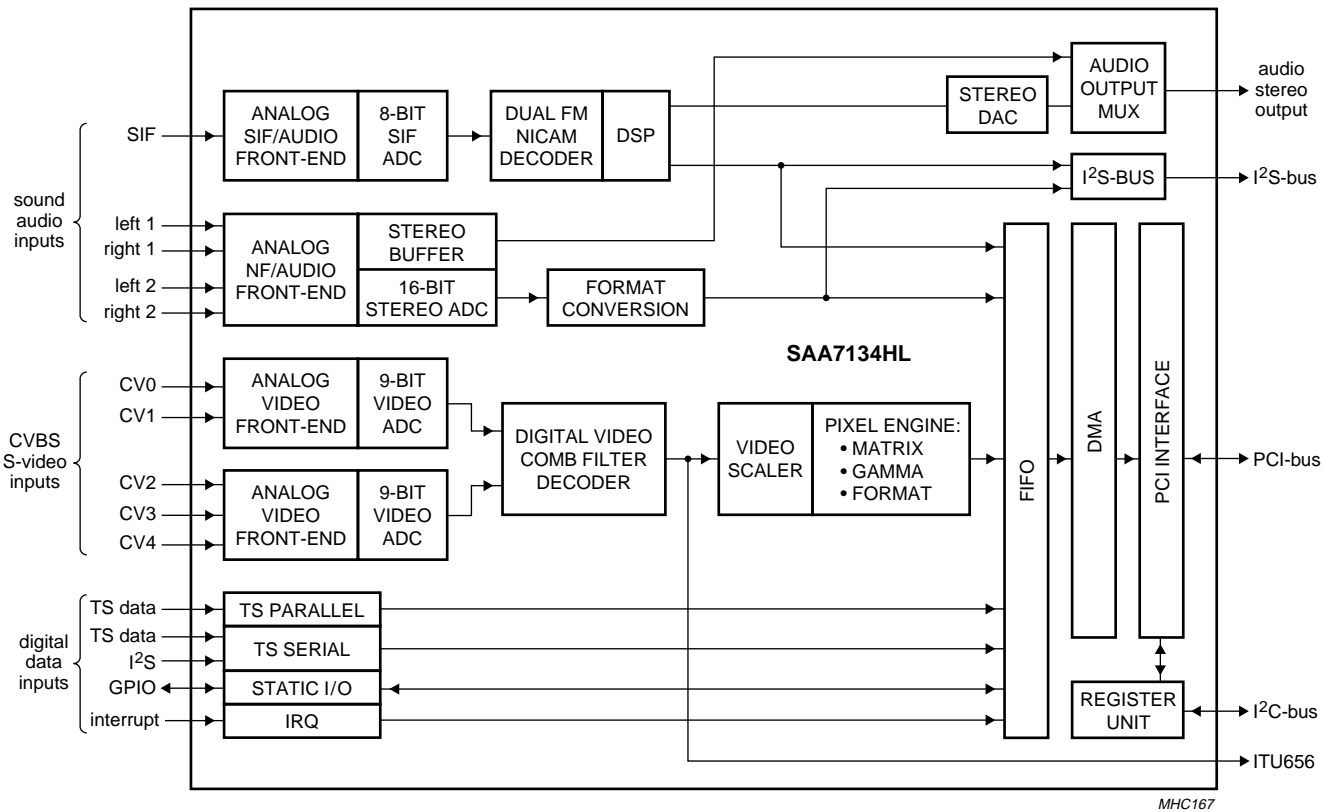 SIF
sound
audio
inputs
left 1
right 1
left 2
right 2
ANALOG
SIF/AUDIO
FRONT-END
8-BIT
SIF
ADC
DUAL FM
NICAM
DECODER
DSP
STEREO
DAC
AUDIO
OUTPUT
MUX
audio
stereo
output
I²S-BUS
I²S-bus
ANALOG
NF/AUDIO
FRONT-END
STEREO
BUFFER
16-BIT
STEREO ADC
FORMAT
CONVERSION
SAA7134HL
CVBS
S-video
inputs
CV0
CV1
CV2
CV3
CV4
ANALOG
VIDEO
FRONT-END
9-BIT
VIDEO
ADC
ANALOG
VIDEO
FRONT-END
9-BIT
VIDEO
ADC
DIGITAL VIDEO
COMB FILTER
DECODER
VIDEO
SCALER
PIXEL ENGINE:
• MATRIX
• GAMMA
• FORMAT
FIFO
DMA
PCI INTERFACE
PCI-bus
digital
data
inputs
TS data
TS data
I²S
GPIO
interrupt
TS PARALLEL
TS SERIAL
STATIC I/O
IRQ
REGISTER
UNIT
I²C-bus
ITU656
MHC167